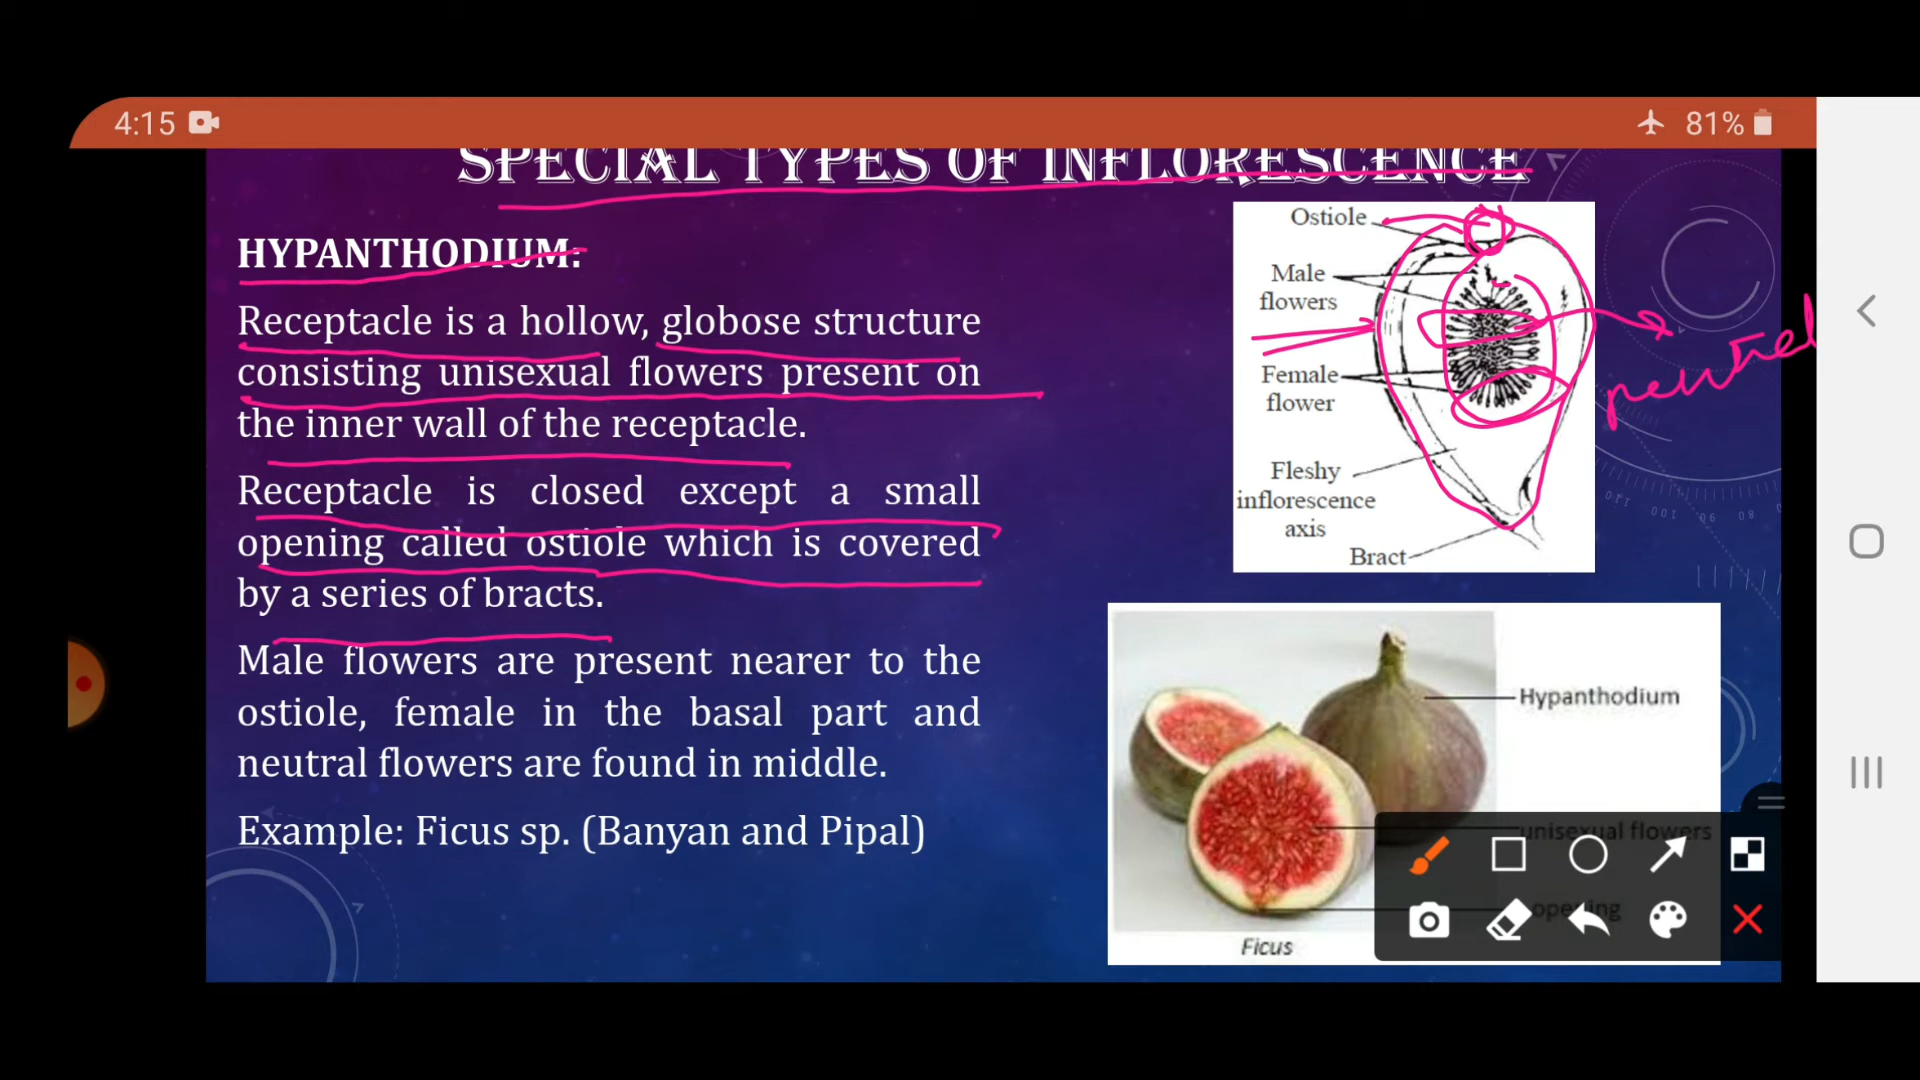 4:15
81%
SPECIAL TYPES OF INFLORESCENCE
HYPANTHODIUM:
Receptacle is a hollow, globose structure
consisting unisexual flowers present on
the inner wall of the receptacle.
Receptacle is closed except a small
opening called ostiole which is covered
by a series of bracts.
Male flowers are present nearer to the
ostiole, female in the basal part and
neutral flowers are found in middle.
Example: Ficus sp. (Banyan and Pipal)
Ostiole
Male
flowers
Female
flower
Fleshy
inflorescence
axis
Bract
neutral
Hypanthodium
unisexual flowers
opening
Ficus